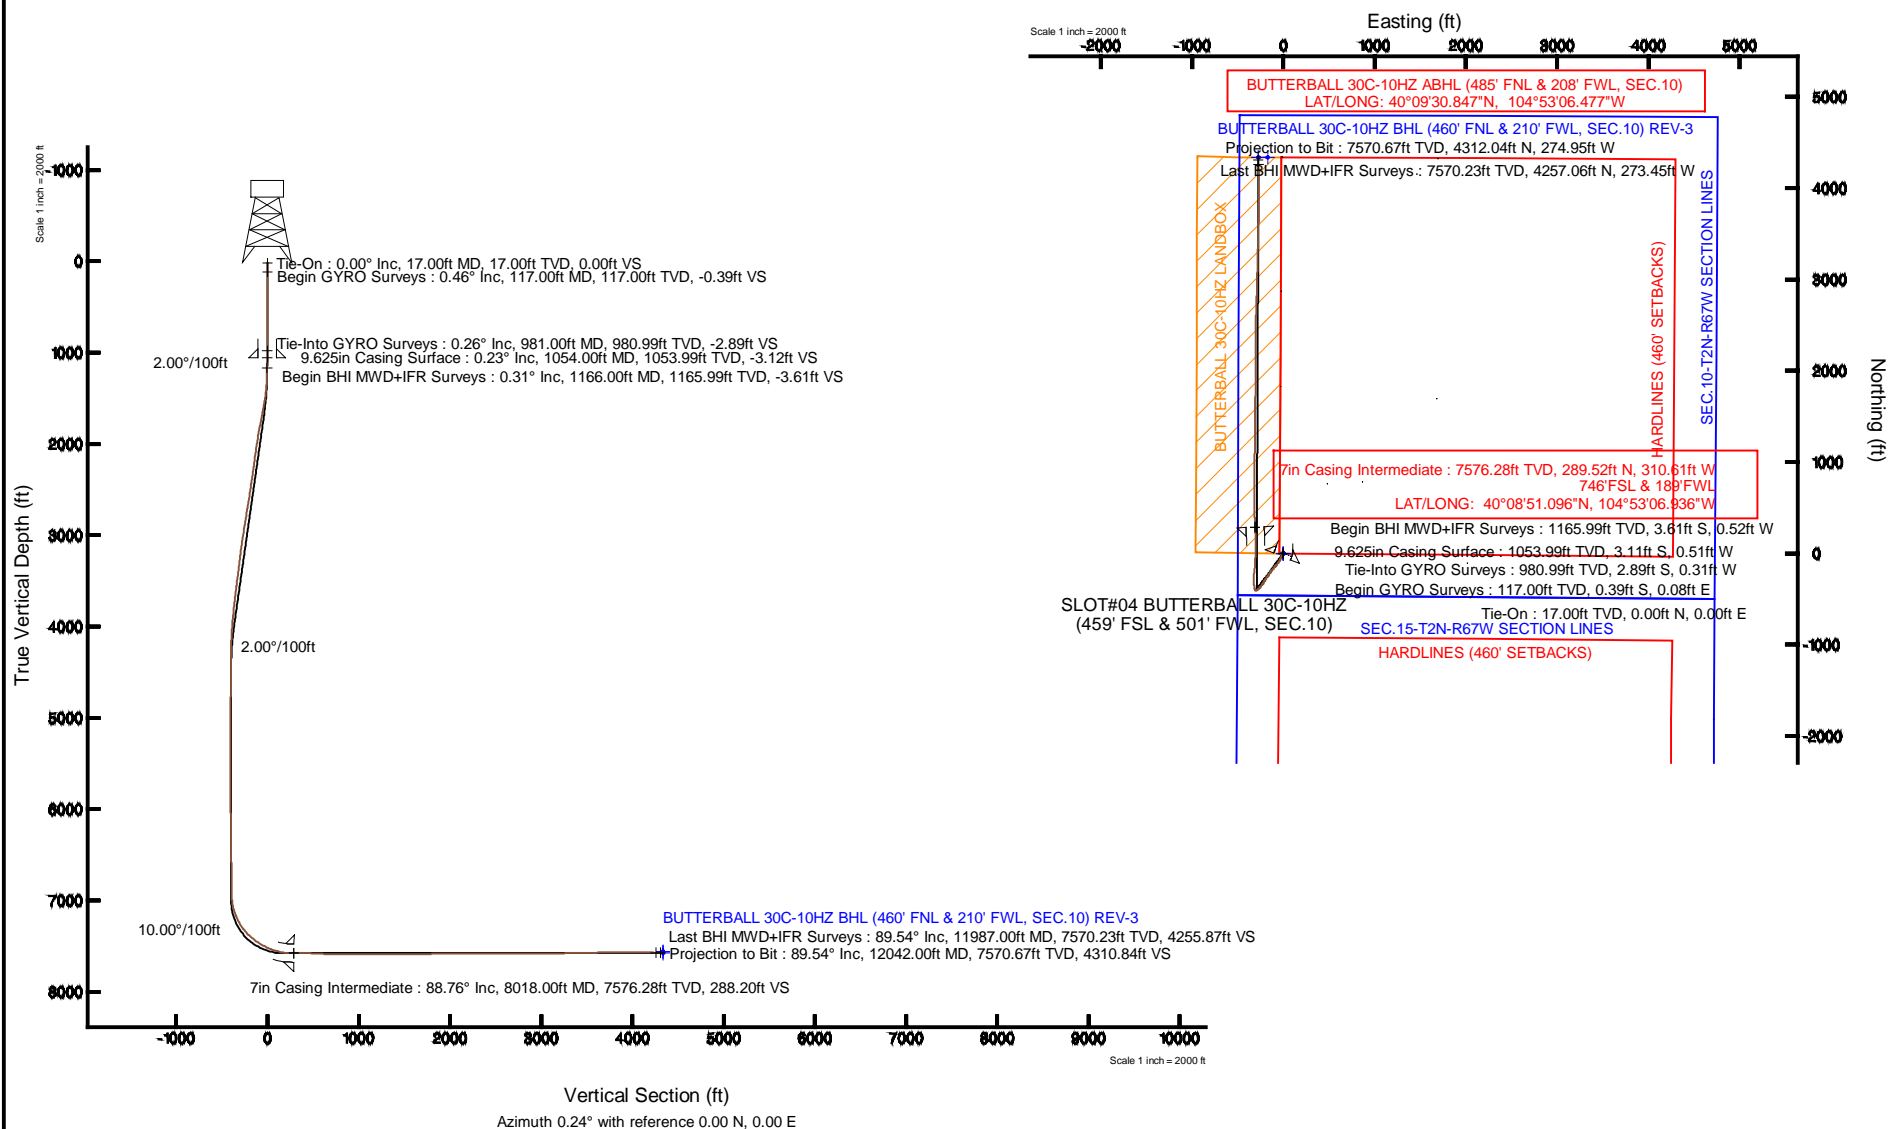 Scale 1 inch = 2000 ft
-1000
0
1000
2000
3000
4000
5000
6000
7000
8000
True Vertical Depth (ft)
Tie-On : 0.00° Inc, 17.00ft MD, 17.00ft TVD, 0.00ft VS
Begin GYRO Surveys : 0.46° Inc, 117.00ft MD, 117.00ft TVD, -0.39ft VS
Tie-Into GYRO Surveys : 0.26° Inc, 981.00ft MD, 980.99ft TVD, -2.89ft VS
2.00°/100ft
9.625in Casing Surface : 0.23° Inc, 1054.00ft MD, 1053.99ft TVD, -3.12ft VS
Begin BHI MWD+IFR Surveys : 0.31° Inc, 1166.00ft MD, 1165.99ft TVD, -3.61ft VS
2.00°/100ft
10.00°/100ft
BUTTERBALL 30C-10HZ BHL (460' FNL & 210' FWL, SEC.10) REV-3
Last BHI MWD+IFR Surveys : 89.54° Inc, 11987.00ft MD, 7570.23ft TVD, 4255.87ft VS
Projection to Bit : 89.54° Inc, 12042.00ft MD, 7570.67ft TVD, 4310.84ft VS
7in Casing Intermediate : 88.76° Inc, 8018.00ft MD, 7576.28ft TVD, 288.20ft VS
-1000 0 1000 2000 3000 4000 5000 6000 7000 8000 9000 10000
Scale 1 inch = 2000 ft
Vertical Section (ft)
Azimuth 0.24° with reference 0.00 N, 0.00 E
Easting (ft)
Scale 1 inch = 2000 ft
-2000 -1000 0 1000 2000 3000 4000 5000
BUTTERBALL 30C-10HZ ABHL (485' FNL & 208' FWL, SEC.10)
LAT/LONG: 40°09'30.847"N, 104°53'06.477"W
BUTTERBALL 30C-10HZ BHL (460' FNL & 210' FWL, SEC.10) REV-3
Projection to Bit : 7570.67ft TVD, 4312.04ft N, 274.95ft W
Last BHI MWD+IFR Surveys : 7570.23ft TVD, 4257.06ft N, 273.45ft W
BUTTERBALL 30C-10HZ LANDBOX
HARDLINES (460' SETBACKS)
SEC.10-T2N-R67W SECTION LINES
7in Casing Intermediate : 7576.28ft TVD, 289.52ft N, 310.61ft W
746'FSL & 189'FWL
LAT/LONG: 40°08'51.096"N, 104°53'06.936"W
Begin BHI MWD+IFR Surveys : 1165.99ft TVD, 3.61ft S, 0.52ft W
9.625in Casing Surface : 1053.99ft TVD, 3.11ft S, 0.51ft W
Tie-Into GYRO Surveys : 980.99ft TVD, 2.89ft S, 0.31ft W
Begin GYRO Surveys : 117.00ft TVD, 0.39ft S, 0.08ft E
SLOT#04 BUTTERBALL 30C-10HZ
(459' FSL & 501' FWL, SEC.10)
Tie-On : 17.00ft TVD, 0.00ft N, 0.00ft E
SEC.15-T2N-R67W SECTION LINES
HARDLINES (460' SETBACKS)
5000
4000
3000
2000
1000
0
-1000
-2000
Northing (ft)